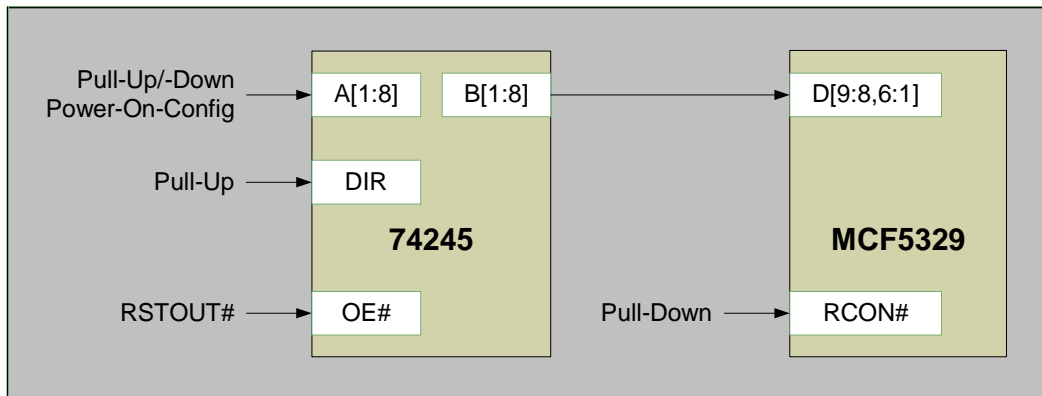 Pull-Up/-Down
Power-On-Config
A[1:8]
B[1:8]
D[9:8,6:1]
Pull-Up
DIR
74245
MCF5329
RSTOUT#
OE#
Pull-Down
RCON#